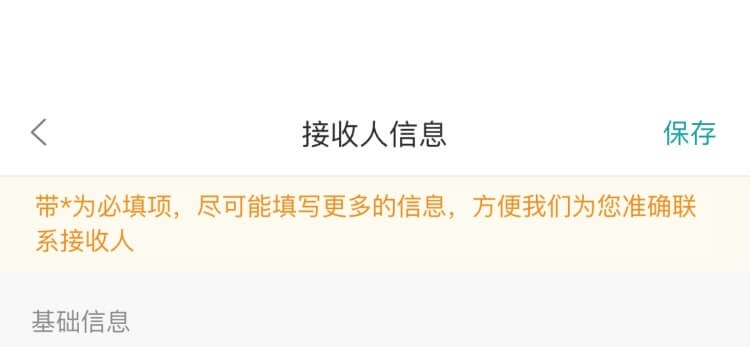 接收人信息
保存
带*为必填项，尽可能填写更多的信息，方便我们为您准确联
系接收人
基础信息